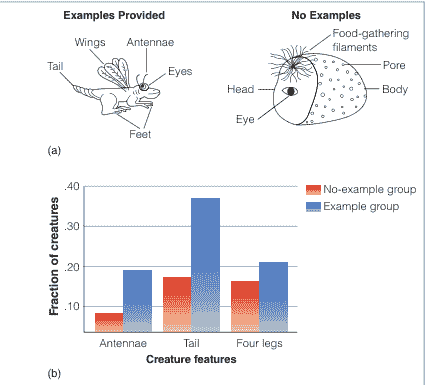 Examples Provided
No Examples
Wings
Antennae
Tail
Eyes
Feet
Food-gathering
filaments
Pore
Head
Body
Eye
(a)
Fraction of creatures
.40
.30
.20
.10
No-example group
Example group
Antennae
Tail
Four legs
Creature features
(b)